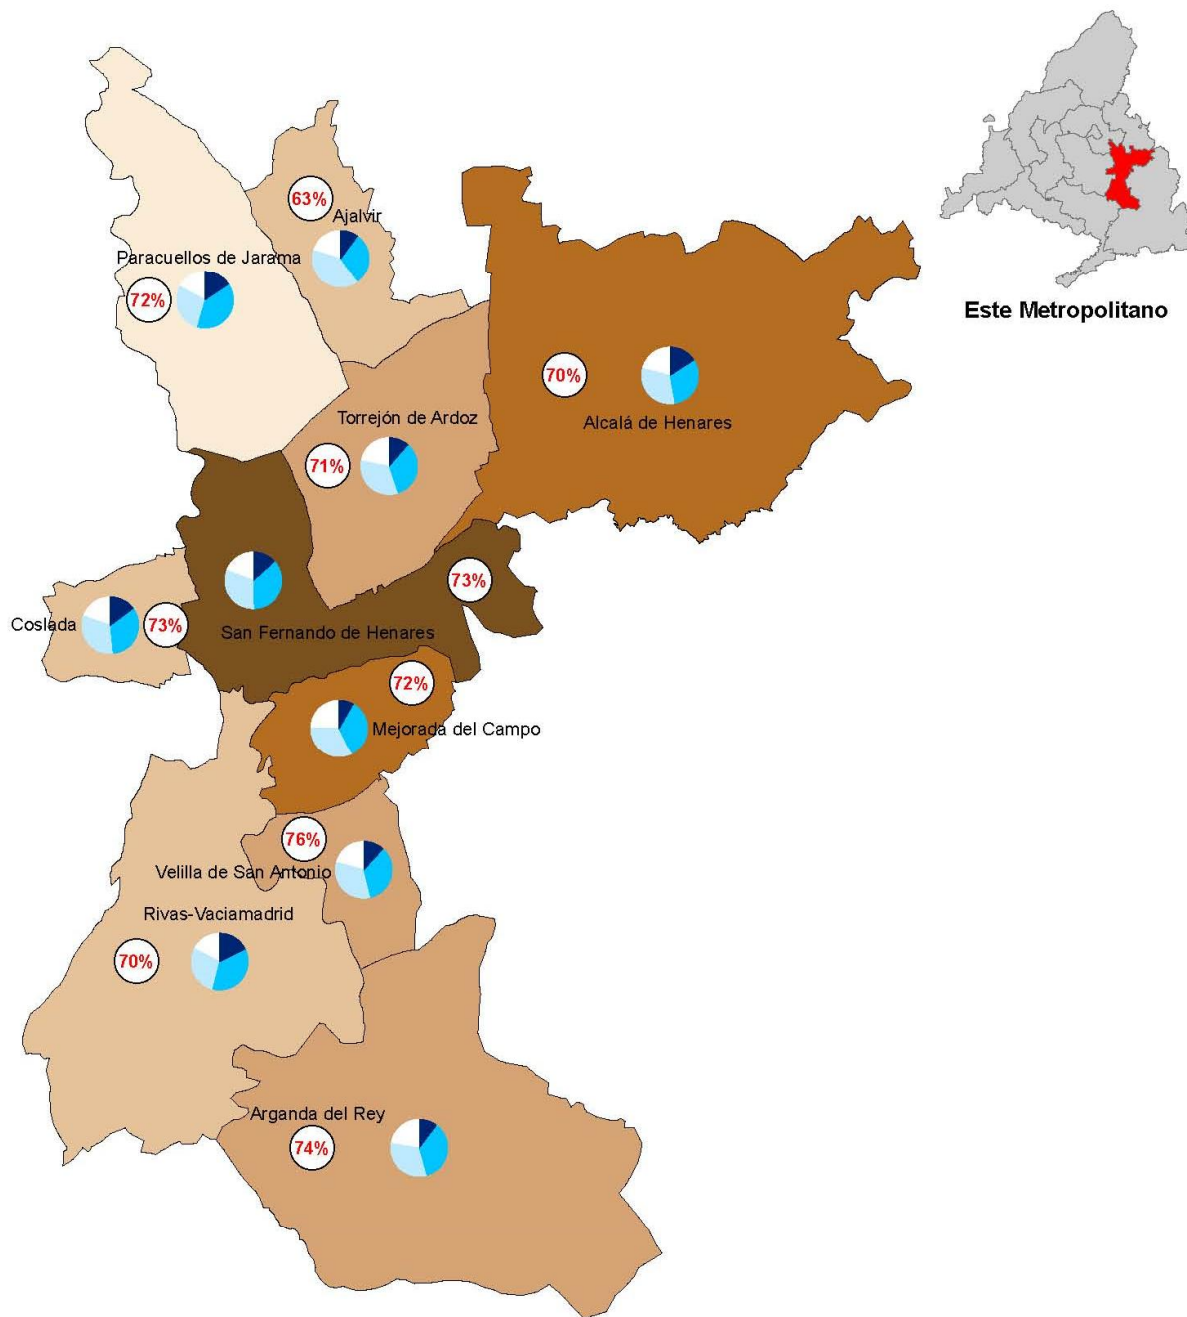 63%
Ajalvir
Paracuellos de Jarama
72%
Este Metropolitano
70%
Alcalá de Henares
Torrejón de Ardoz
71%
73%
Coslada
73%
San Fernando de Henares
72%
Mejorada del Campo
76%
Velilla de San Antonio
Rivas-Vaciamadrid
70%
Arganda del Rey
74%